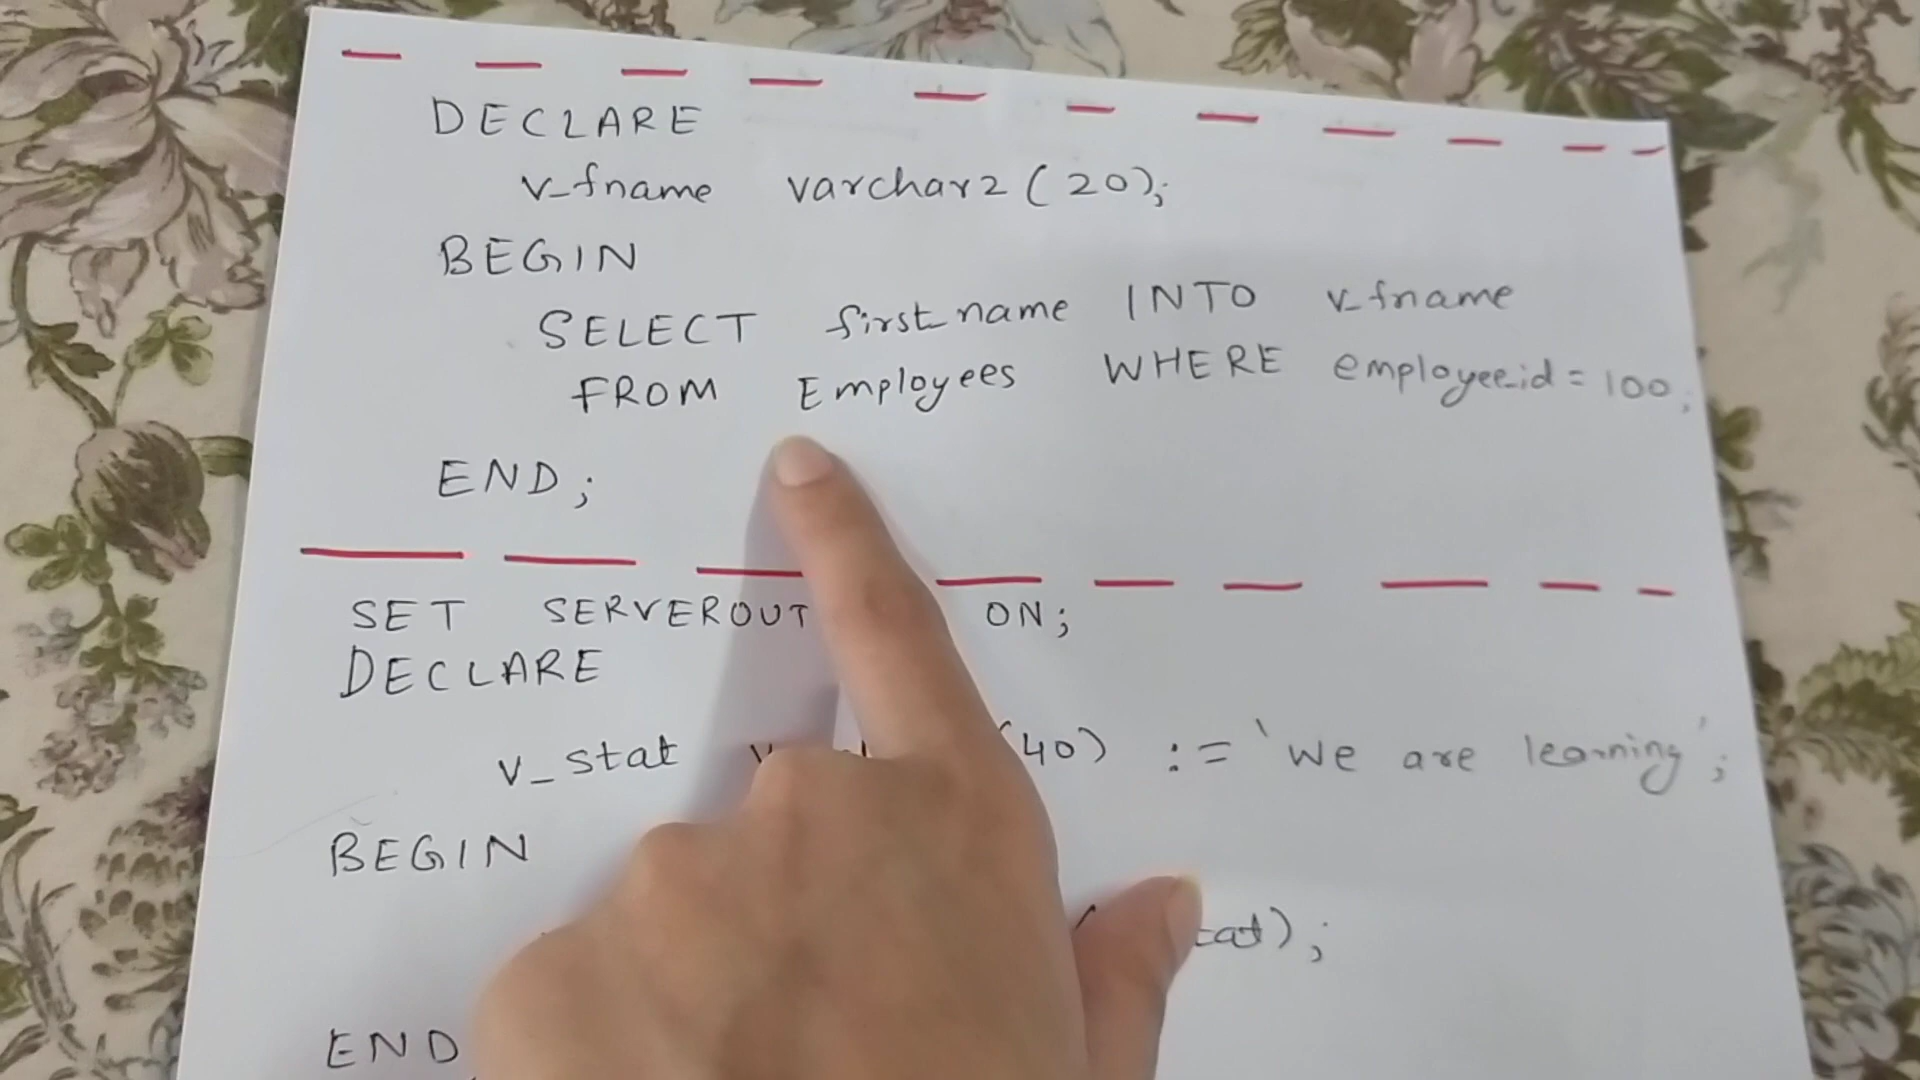 DECLARE
v_fname varchar2(20);
BEGIN
SELECT first_name INTO v_fname
FROM Employees WHERE employee_id = 100;
END;
SET SERVEROUT ON;
DECLARE
v_stat (40) := 'we are learning';
BEGIN
tat);
END